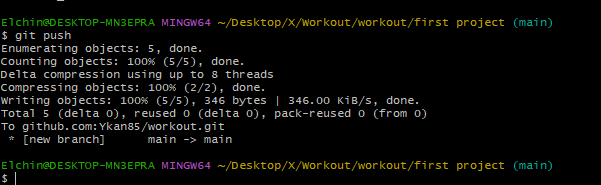 Elchin@DESKTOP-MN3EPRA MINGW64 ~/Desktop/X/Workout/workout/first project (main)
$ git push
Enumerating objects: 5, done.
Counting objects: 100% (5/5), done.
Delta compression using up to 8 threads
Compressing objects: 100% (2/2), done.
Writing objects: 100% (5/5), 346 bytes | 346.00 KiB/s, done.
Total 5 (delta 0), reused 0 (delta 0), pack-reused 0 (from 0)
To github.com:Ykan85/workout.git
 * [new branch]      main -> main

Elchin@DESKTOP-MN3EPRA MINGW64 ~/Desktop/X/Workout/workout/first project (main)
$